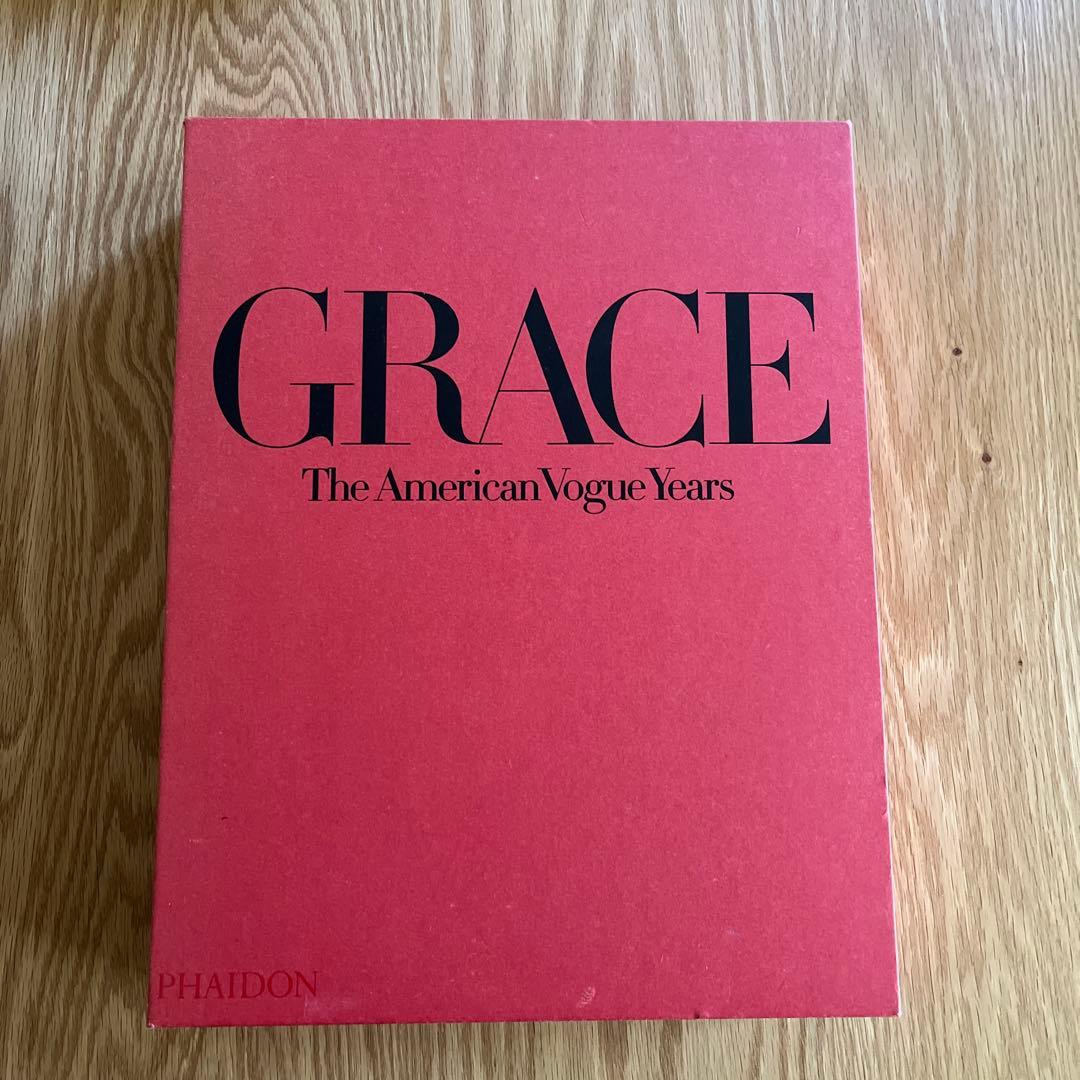 GRACE
The American Vogue Years
PHAIDON